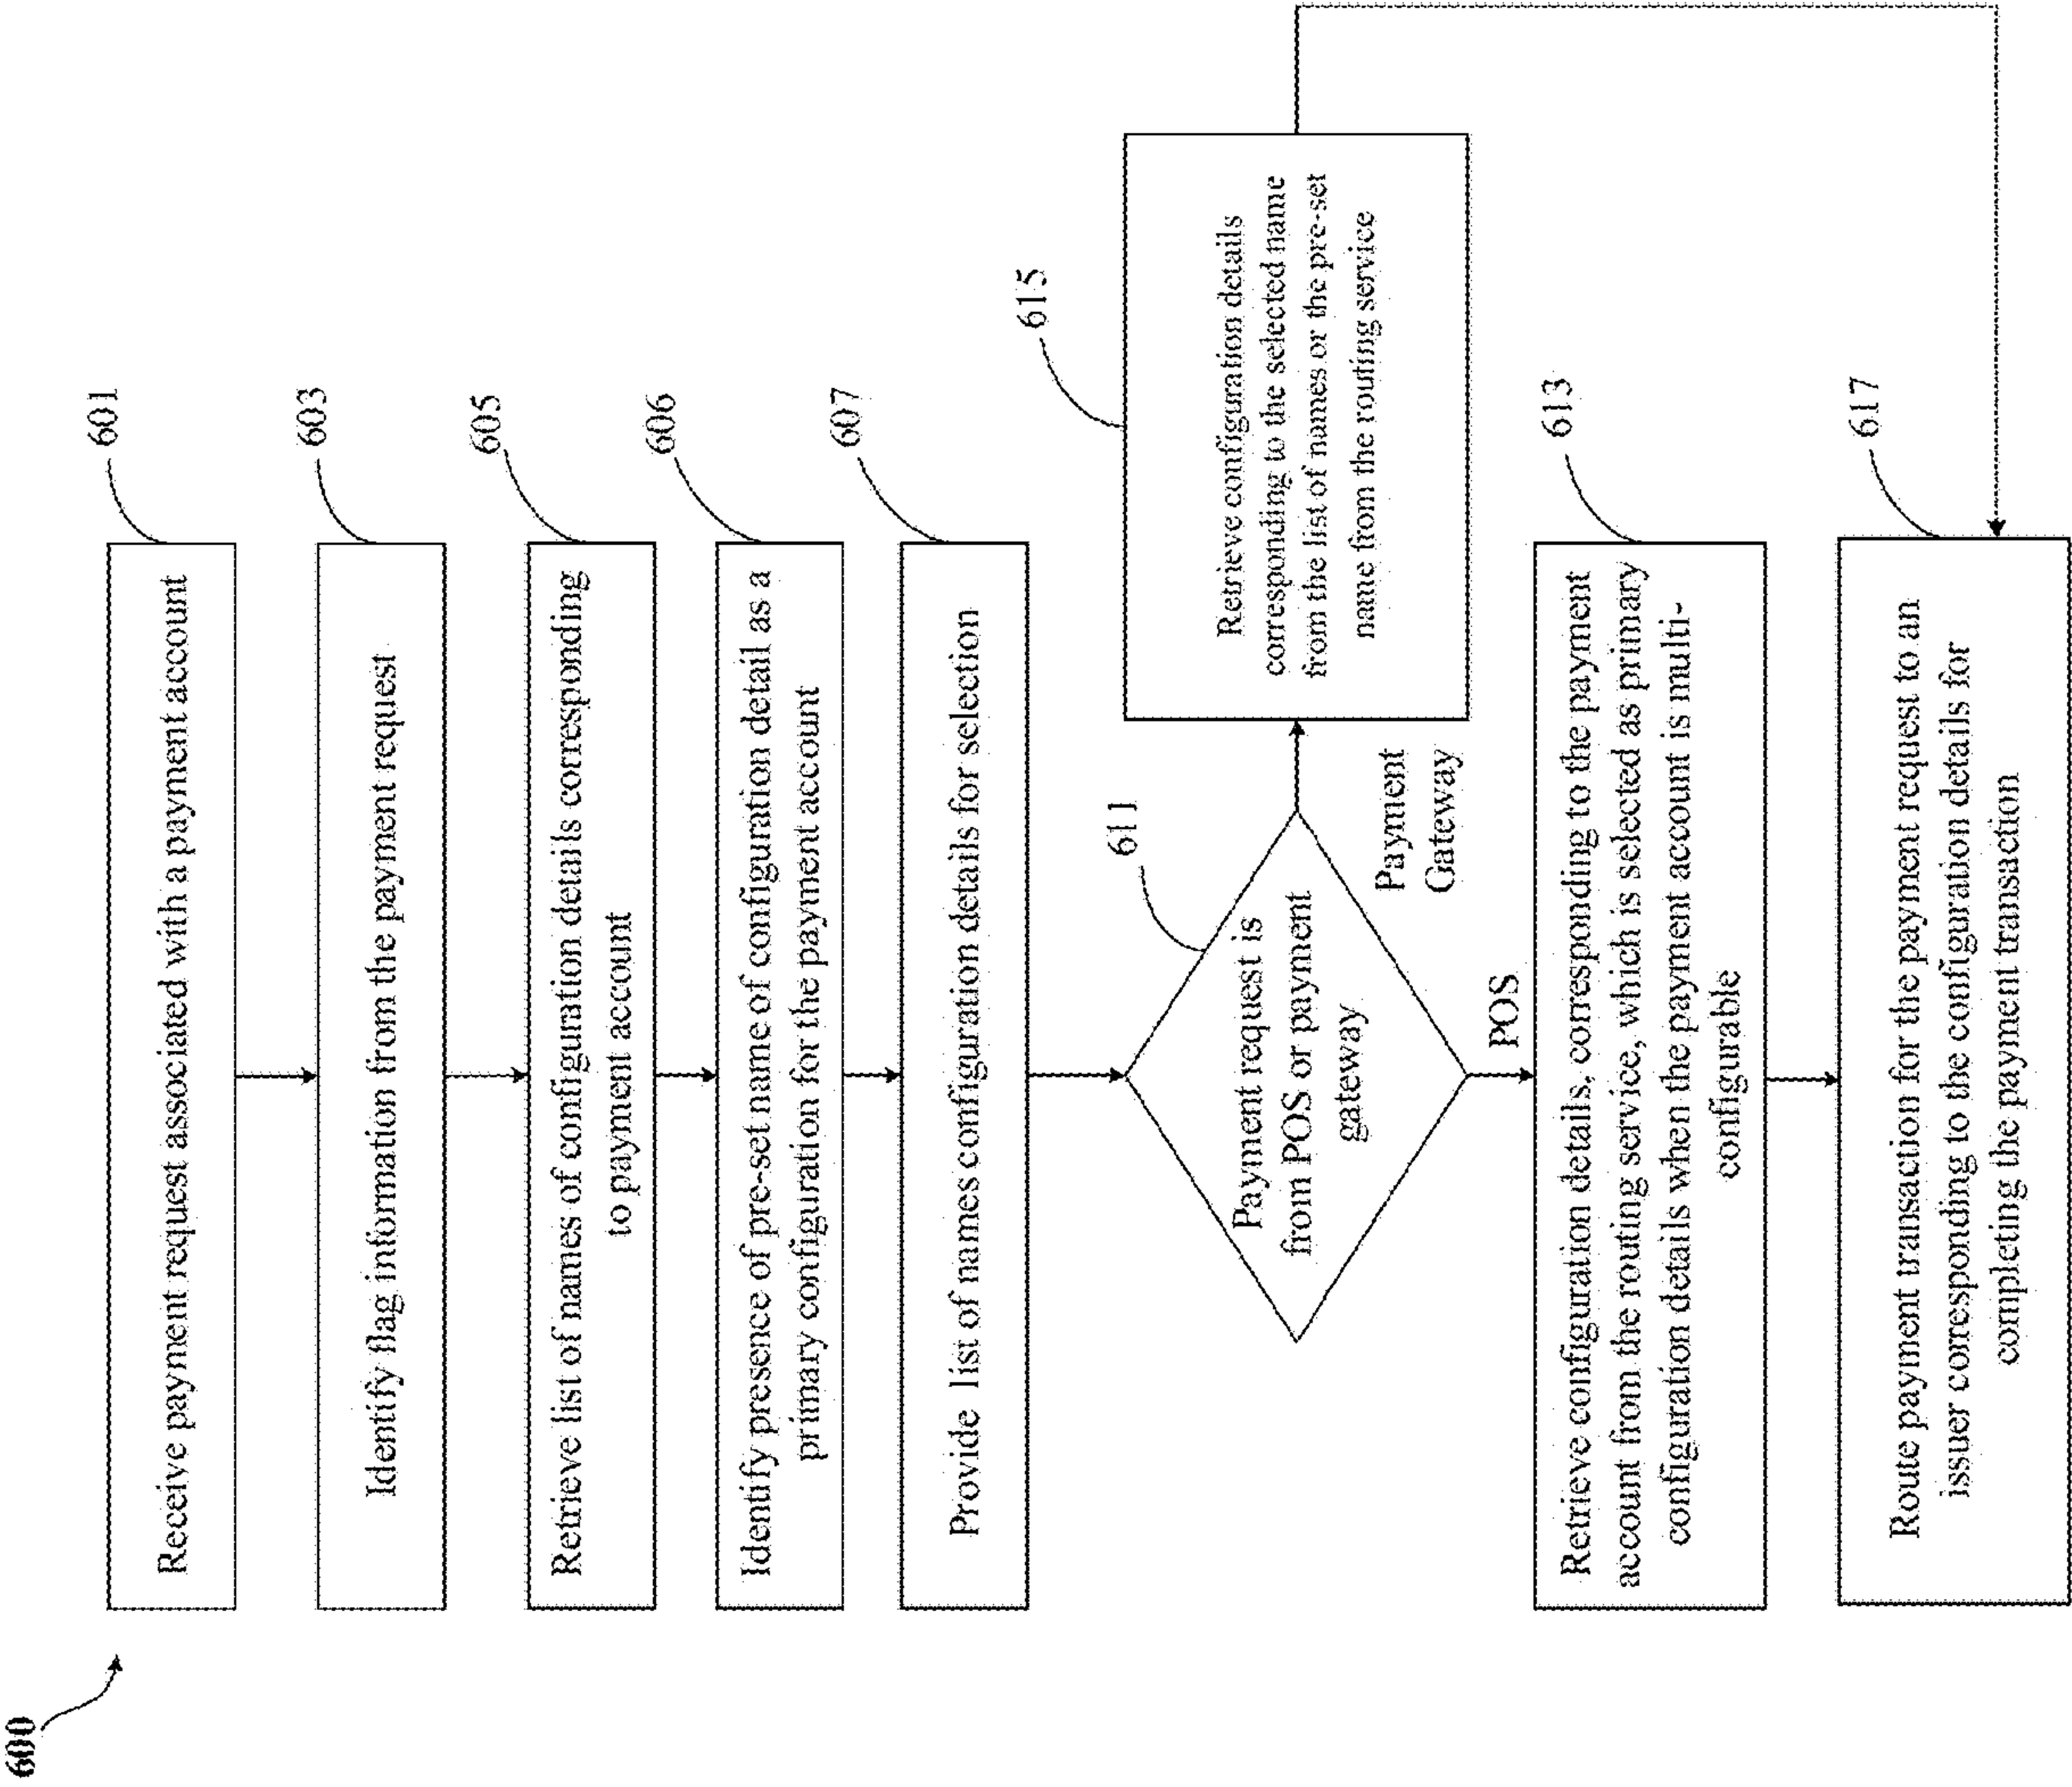 600
601
Receive payment request associated with a payment account
603
Identify flag information from the payment request
605
Retrieve list of names of configuration details corresponding
to payment account
606
Identify presence of pre-set name of configuration detail as a
primary configuration for the payment account
607
Provide list of names configuration details for selection
611
Payment request is
from POS or payment
gateway
Payment
Gateway
615
Retrieve configuration details
corresponding to the selected name
from the list of names or the pre-set
name from the routing service
POS
613
Retrieve configuration details, corresponding to the payment
account from the routing service, which is selected as primary
configuration details when the payment account is multi-
configurable
617
Route payment transaction for the payment request to an
issuer corresponding to the configuration details for
completing the payment transaction